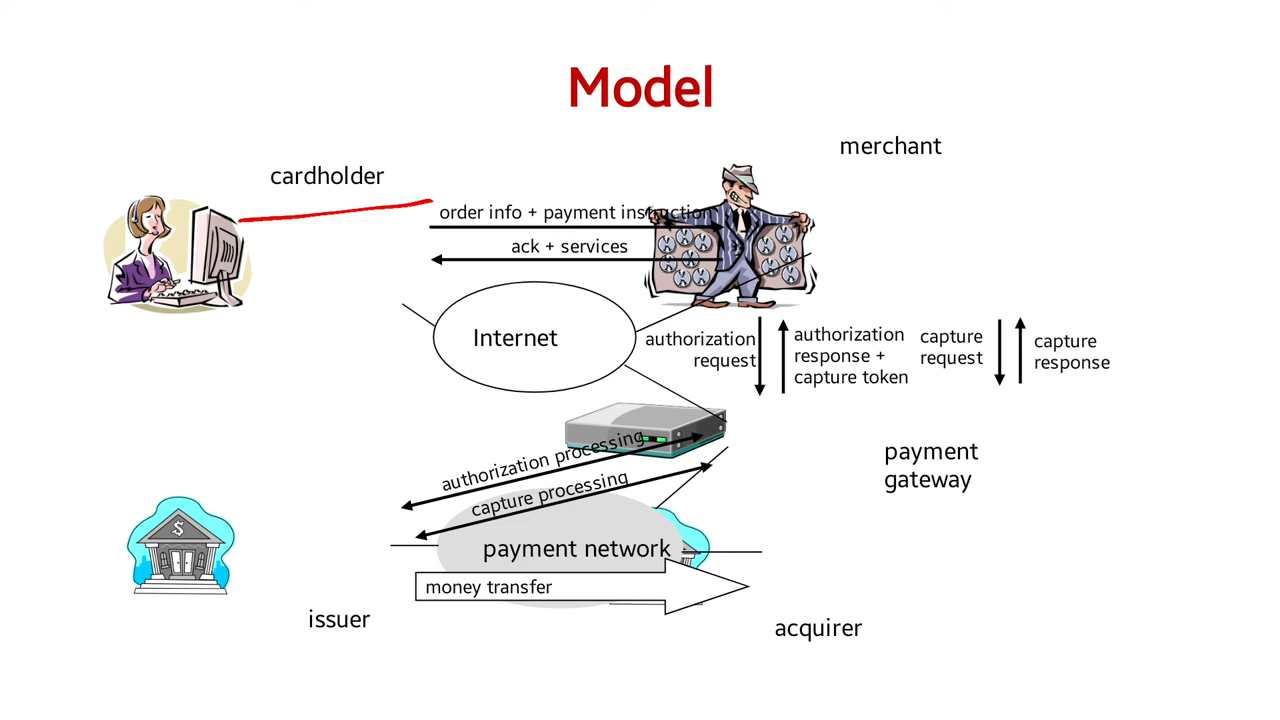 Model
merchant
cardholder
order info + payment instruction
ack + services
Internet
authorization
request
authorization
response +
capture token
capture
request
capture
response
authorization processing
capture processing
payment
gateway
$
payment network
money transfer
issuer
acquirer